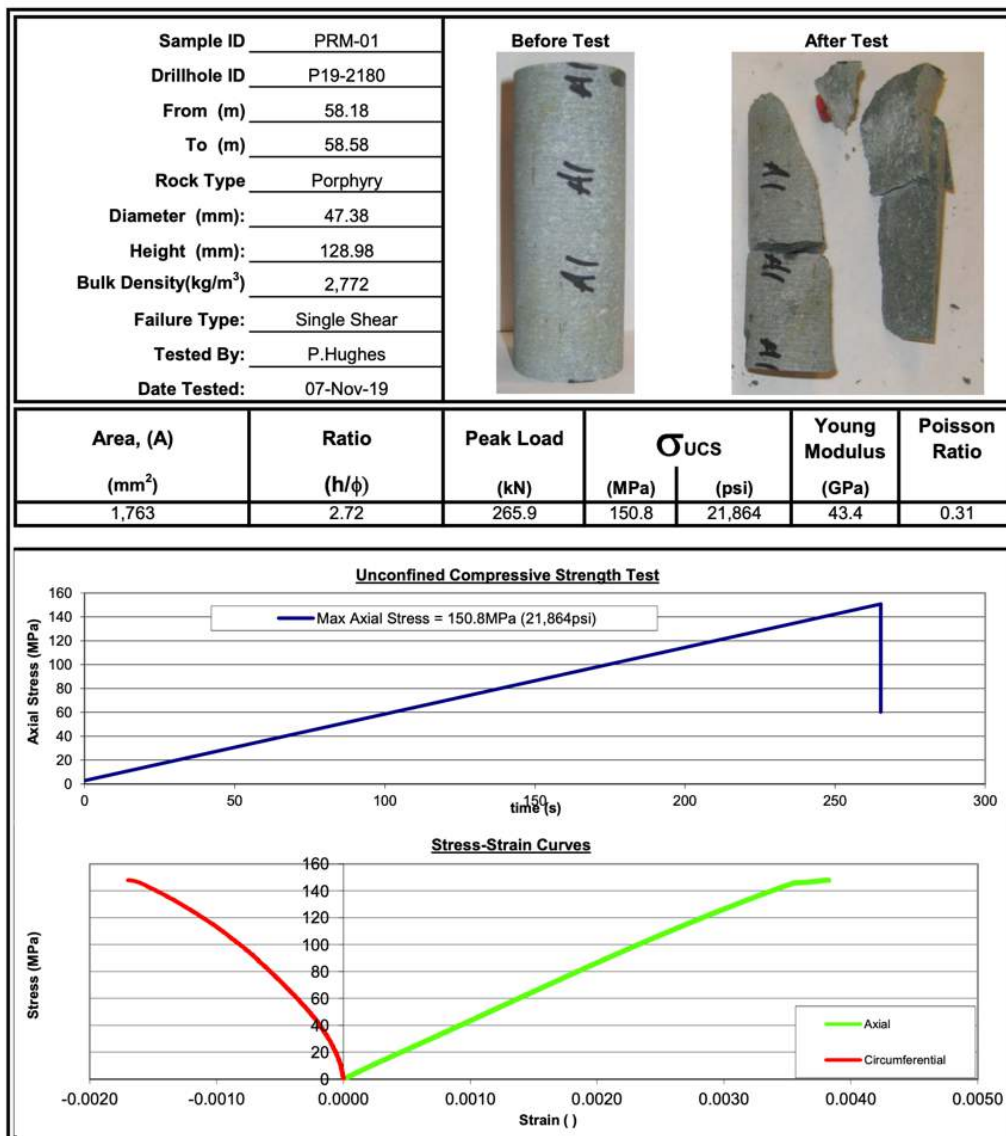 Sample ID PRM-01
Drillhole ID P19-2180
From (m) 58.18
To (m) 58.58
Rock Type Porphyry
Diameter (mm): 47.38
Height (mm): 128.98
Bulk Density(kg/m³) 2,772
Failure Type: Single Shear
Tested By: P.Hughes
Date Tested: 07-Nov-19
Before Test
After Test
A1
A1
A1
A1
A1
A1
Area, (A) Ratio Peak Load σUCS Young Modulus Poisson Ratio
(mm²) (h/ϕ) (kN) (MPa) (psi) (GPa)
1,763 2.72 265.9 150.8 21,864 43.4 0.31
Unconfined Compressive Strength Test
Axial Stress (MPa)
160
140
120
100
80
60
40
20
0
Max Axial Stress = 150.8MPa (21,864psi)
0 50 100 150 200 250 300
time (s)
Stress-Strain Curves
Stress (MPa)
160
140
120
100
80
60
40
20
0
Axial
Circumferential
-0.0020 -0.0010 0.0000 0.0010 0.0020 0.0030 0.0040 0.0050
Strain ( )